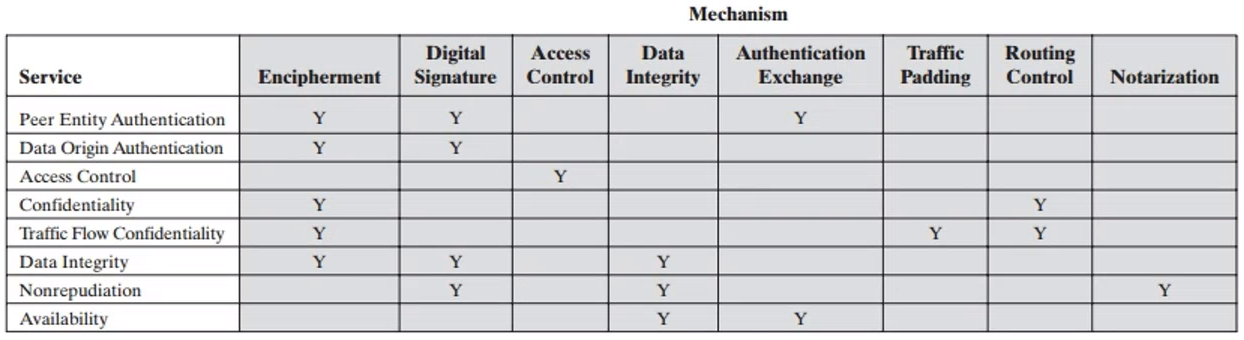 Mechanism
Service Encipherment Digital Signature Access Control Data Integrity Authentication Exchange Traffic Padding Routing Control Notarization
Peer Entity Authentication Y Y Y
Data Origin Authentication Y Y
Access Control Y
Confidentiality Y Y
Traffic Flow Confidentiality Y Y Y
Data Integrity Y Y Y
Nonrepudiation Y Y Y
Availability Y Y